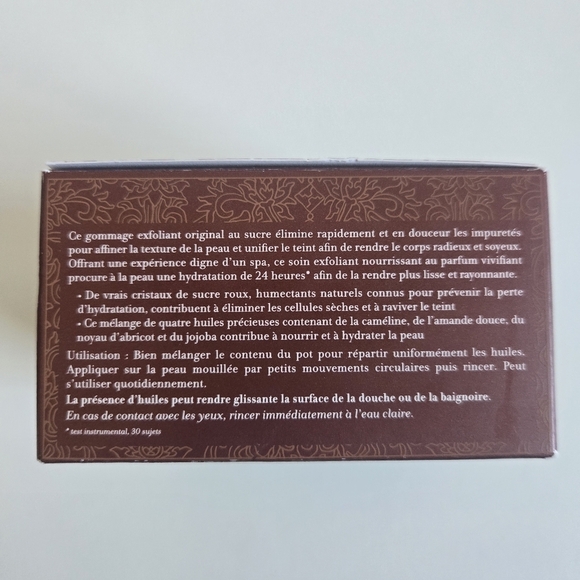 Ce gommage exfoliant original au sucre élimine rapidement et en douceur les impuretés
pour affiner la texture de la peau et unifier le teint afin de rendre le corps radieux et soyeux.
Offrant une expérience digne d'un spa, ce soin exfoliant nourrissant au parfum vivifiant
procure à la peau une hydratation de 24 heures* afin de la rendre plus lisse et rayonnante.
• De vrais cristaux de sucre roux, humectants naturels connus pour prévenir la perte
d'hydratation, contribuent à éliminer les cellules sèches et à raviver le teint
• Ce mélange de quatre huiles précieuses contenant de la caméline, de l'amande douce, du
noyau d'abricot et du jojoba contribue à nourrir et à hydrater la peau
Utilisation : Bien mélanger le contenu du pot pour répartir uniformément les huiles.
Appliquer sur la peau mouillée par petits mouvements circulaires puis rincer. Peut
s'utiliser quotidiennement.
La présence d'huiles peut rendre glissante la surface de la douche ou de la baignoire.
En cas de contact avec les yeux, rincer immédiatement à l'eau claire.
* test instrumental, 30 sujets